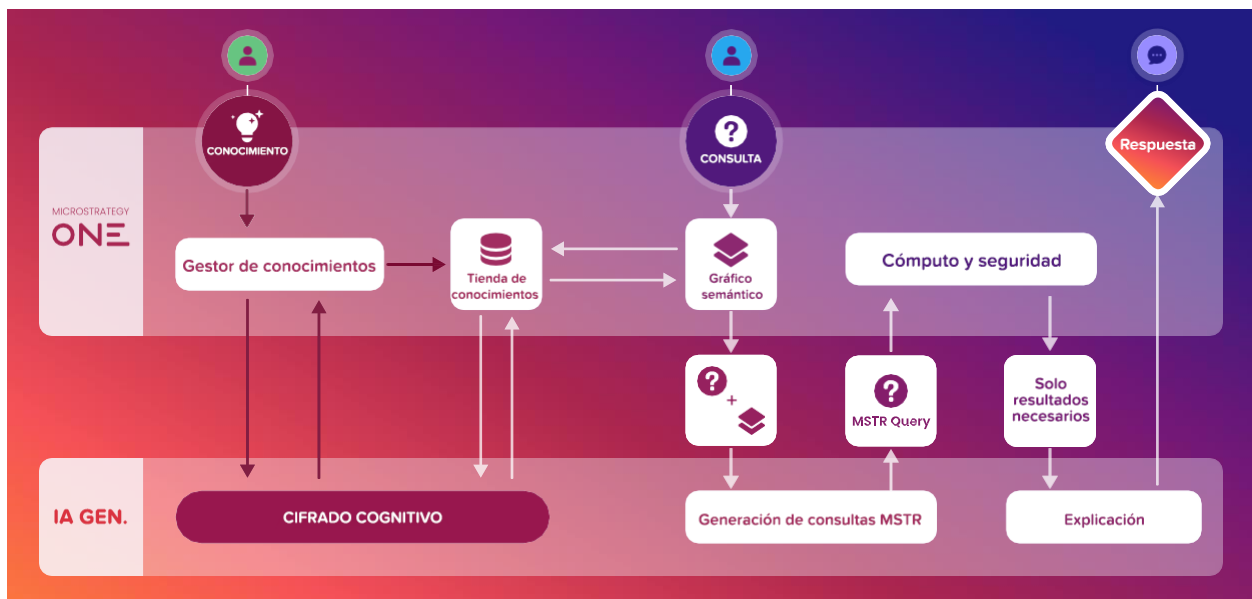 CONOCIMIENTO
?
CONSULTA
Respuesta
MICROSTRATEGY
ONE
Gestor de conocimientos
Tienda de
conocimientos
Gráfico
semántico
Cómputo y seguridad
?
+
?
MSTR Query
Solo
resultados
necesarios
IA GEN.
CIFRADO COGNITIVO
Generación de consultas MSTR
Explicación